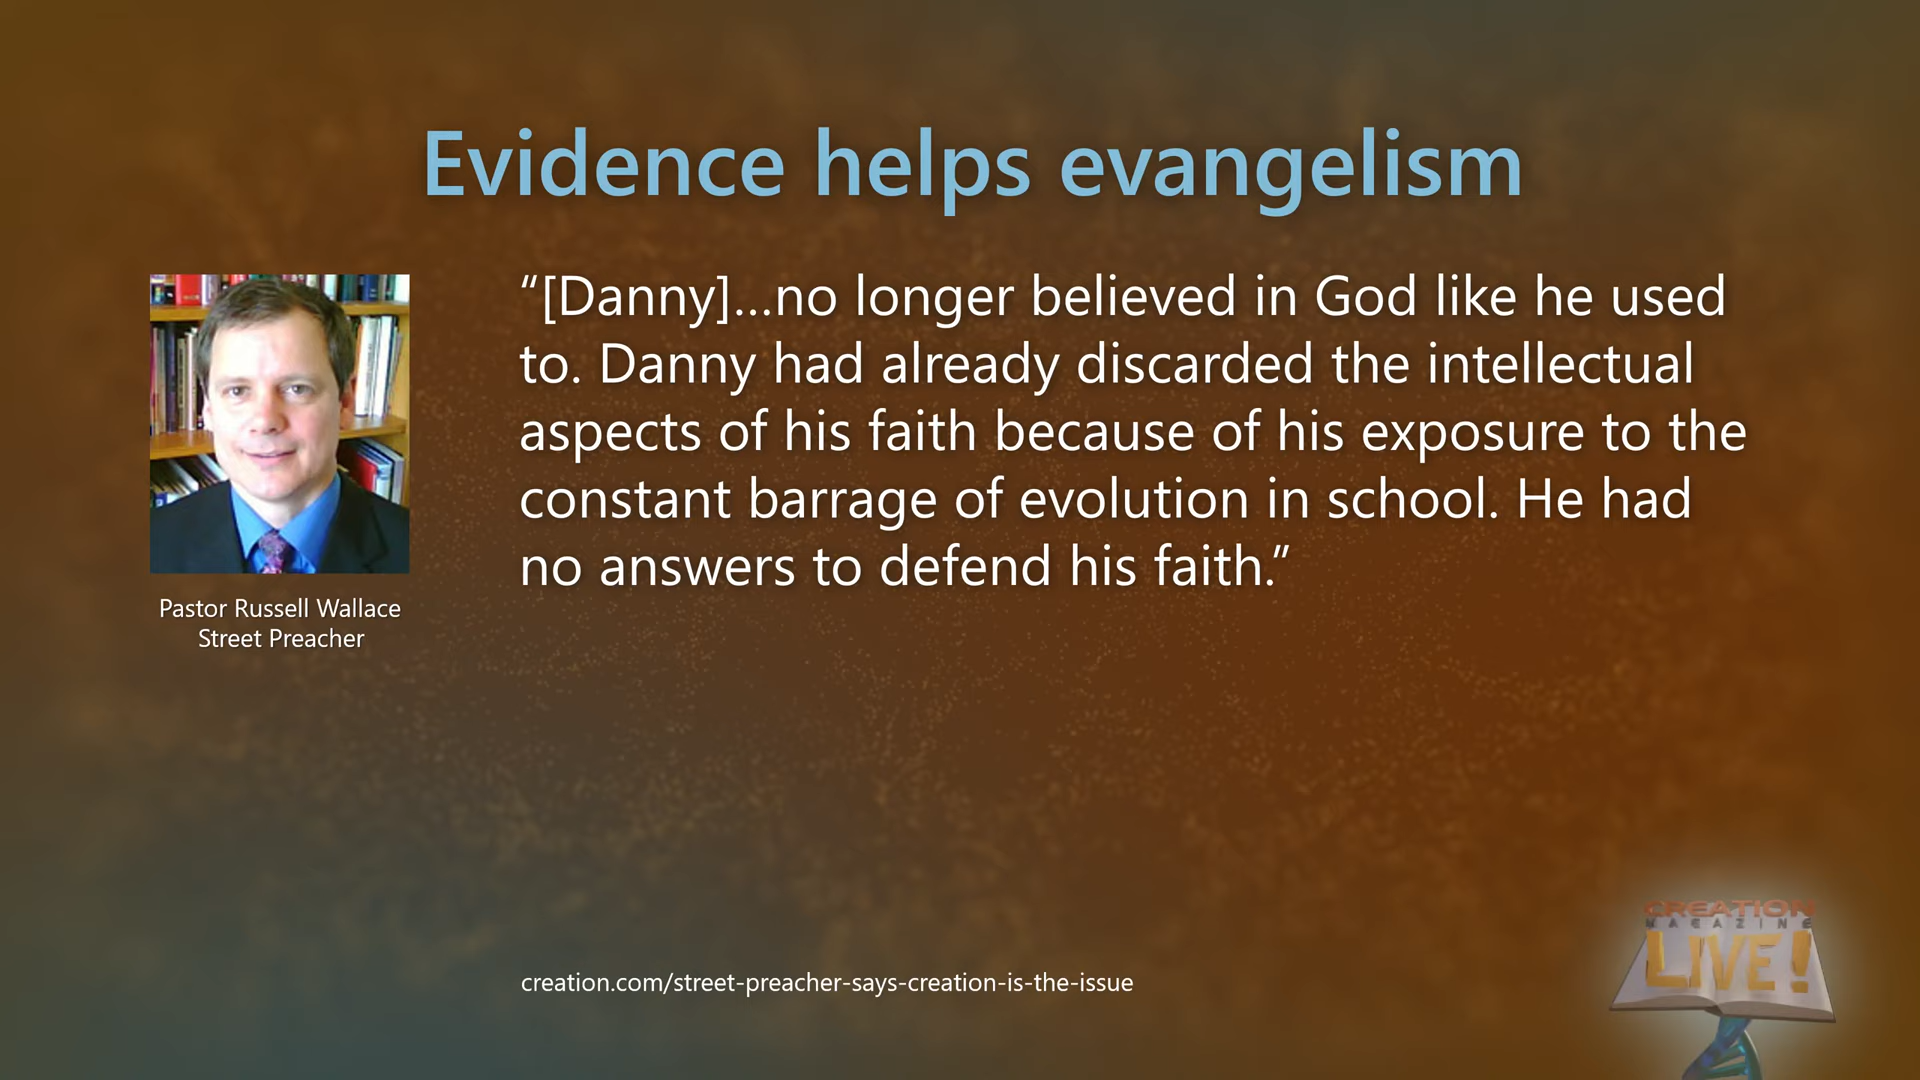 Evidence helps evangelism
“[Danny]...no longer believed in God like he used
to. Danny had already discarded the intellectual
aspects of his faith because of his exposure to the
constant barrage of evolution in school. He had
no answers to defend his faith.”
Pastor Russell Wallace
Street Preacher
creation.com/street-preacher-says-creation-is-the-issue
CREATION
MAGAZINE
LIVE!